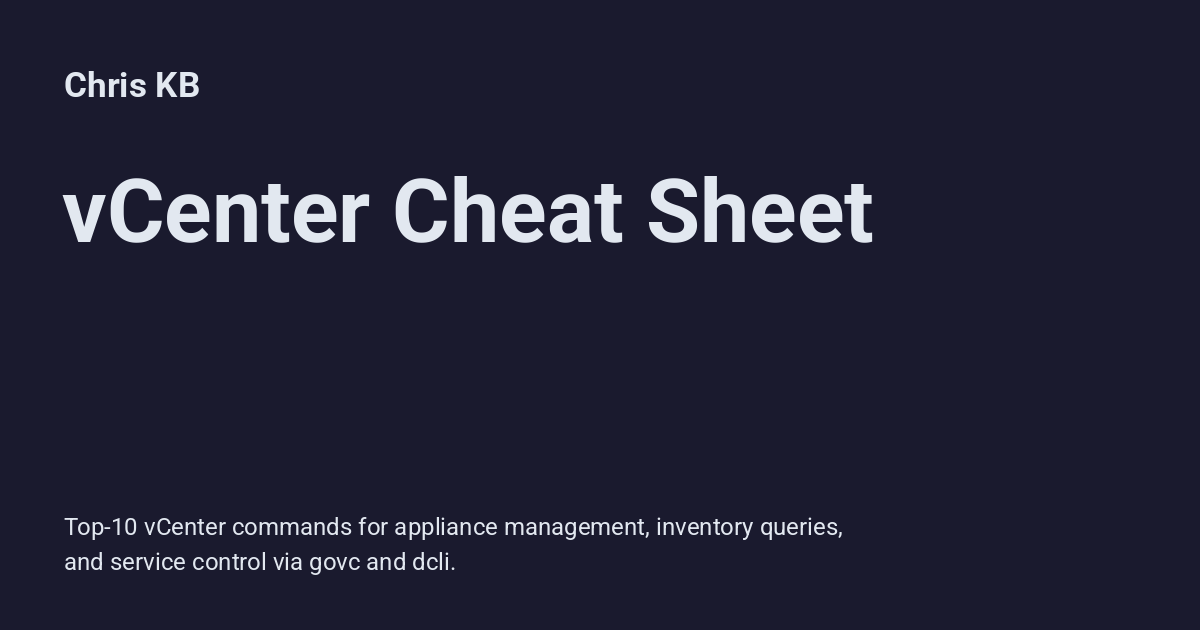 Chris KB
vCenter Cheat Sheet
Top-10 vCenter commands for appliance management, inventory queries,
and service control via govc and dcli.